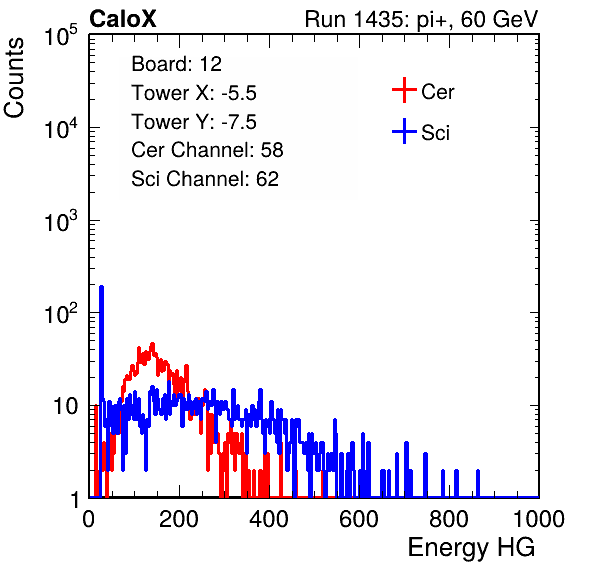 CaloX Run 1435: pi+, 60 GeV
Counts
Board: 12
Tower X: -5.5
Tower Y: -7.5
Cer Channel: 58
Sci Channel: 62
Cer
Sci
10^5
10^4
10^3
10^2
10
1
0 200 400 600 800 1000
Energy HG